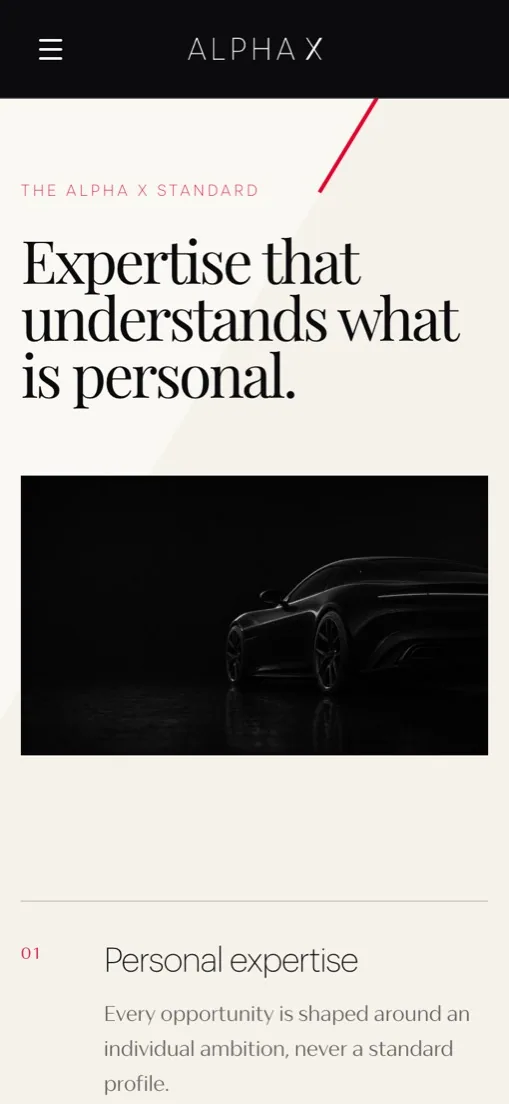 ALPHA X
THE ALPHA X STANDARD
Expertise that
understands what
is personal.
01
Personal expertise
Every opportunity is shaped around an
individual ambition, never a standard
profile.